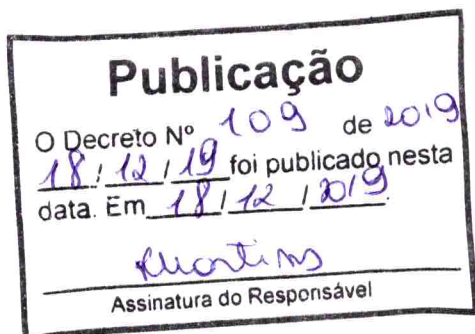 Publicação
O Decreto Nº 109 de 2019
18 / 12 / 19 foi publicado nesta
data. Em 18 / 12 / 2019.
Assinatura do Responsável